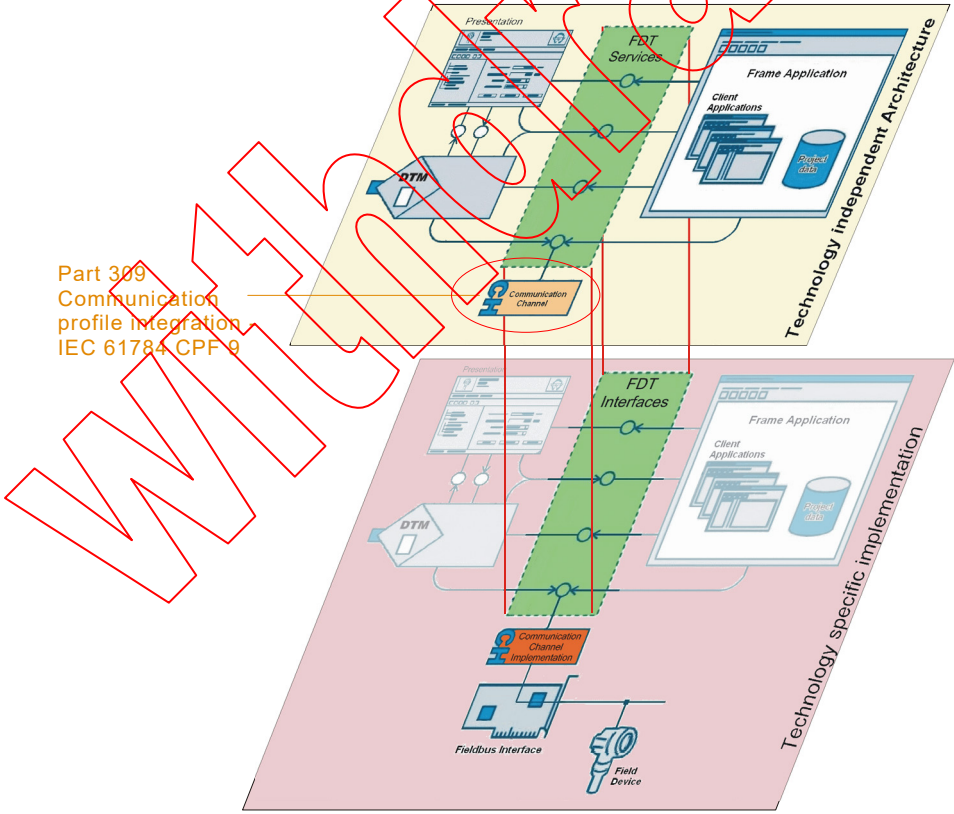 Presentation
FDT
Services
Frame Application
Client
Applications
Project
data
DTM
Technology independent Architecture
Part 309
Communication
profile integration -
IEC 61784 CPF 9
CH
Communication
Channel
Presentation
FDT
Interfaces
Frame Application
Client
Applications
Project
data
DTM
Technology specific implementation
CH
Communication
Channel
Implementation
Fieldbus Interface
Field
Device